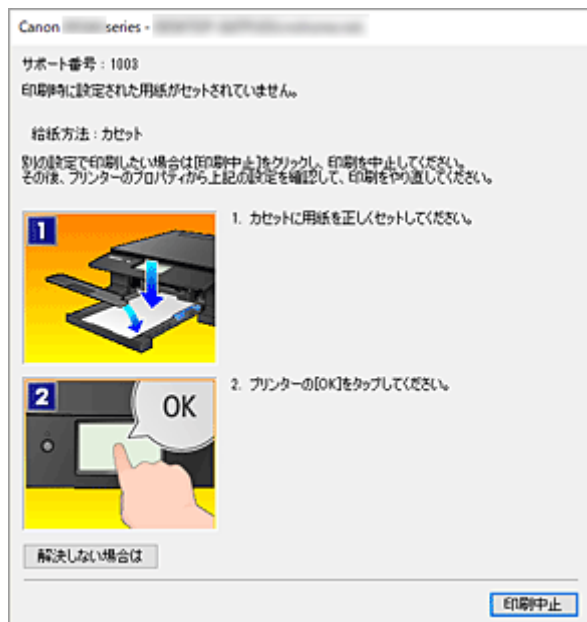 Canon series -
サポート番号 : 1003
印刷時に設定された用紙がセットされていません。
給紙方法 : カセット
別の設定で印刷したい場合は[印刷中止]をクリックし、印刷を中止してください。
その後、プリンターのプロパティから上記の設定を確認して、印刷をやり直してください。
1
1. カセットに用紙を正しくセットしてください。
2
OK
2. プリンターの[OK]をタップしてください。
解決しない場合は
印刷中止